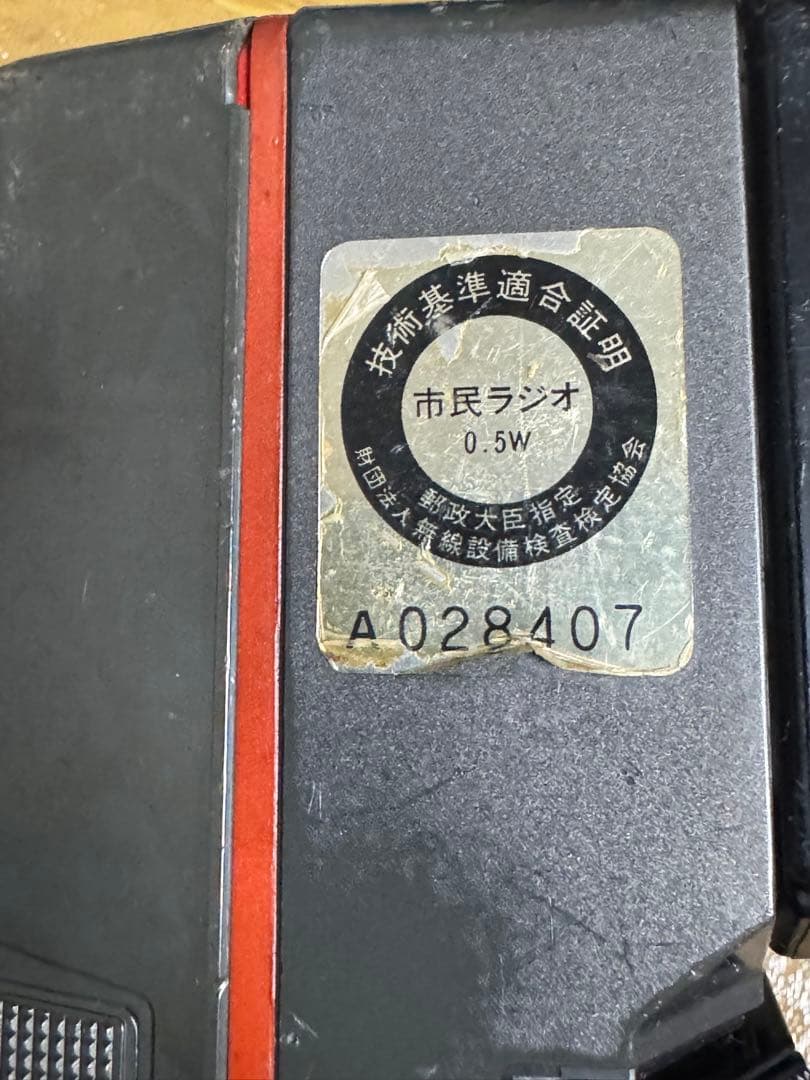 技術基準適合証明
市民ラジオ
0.5W
郵政大臣指定
財団法人無線設備検査検定協会
A028407